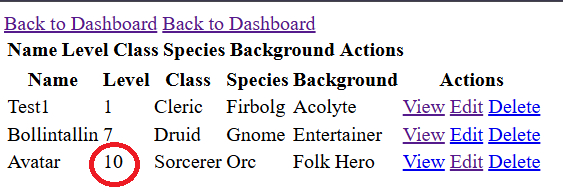 Back to Dashboard Back to Dashboard
Name Level Class Species Background Actions
Name Level Class Species Background Actions
Test1 1 Cleric Firbolg Acolyte View Edit Delete
Bollintallin 7 Druid Gnome Entertainer View Edit Delete
Avatar 10 Sorcerer Orc Folk Hero View Edit Delete